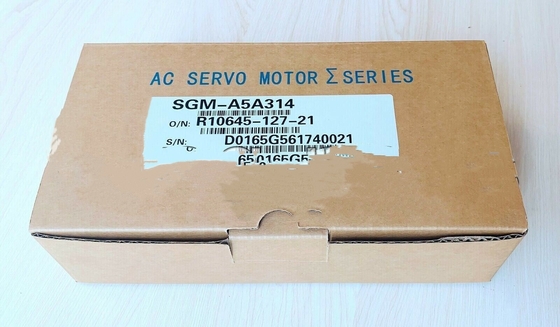 AC SERVO MOTOR Σ SERIES
SGM-A5A314
O/N: R10645-127-21
S/N: D0165G561740021